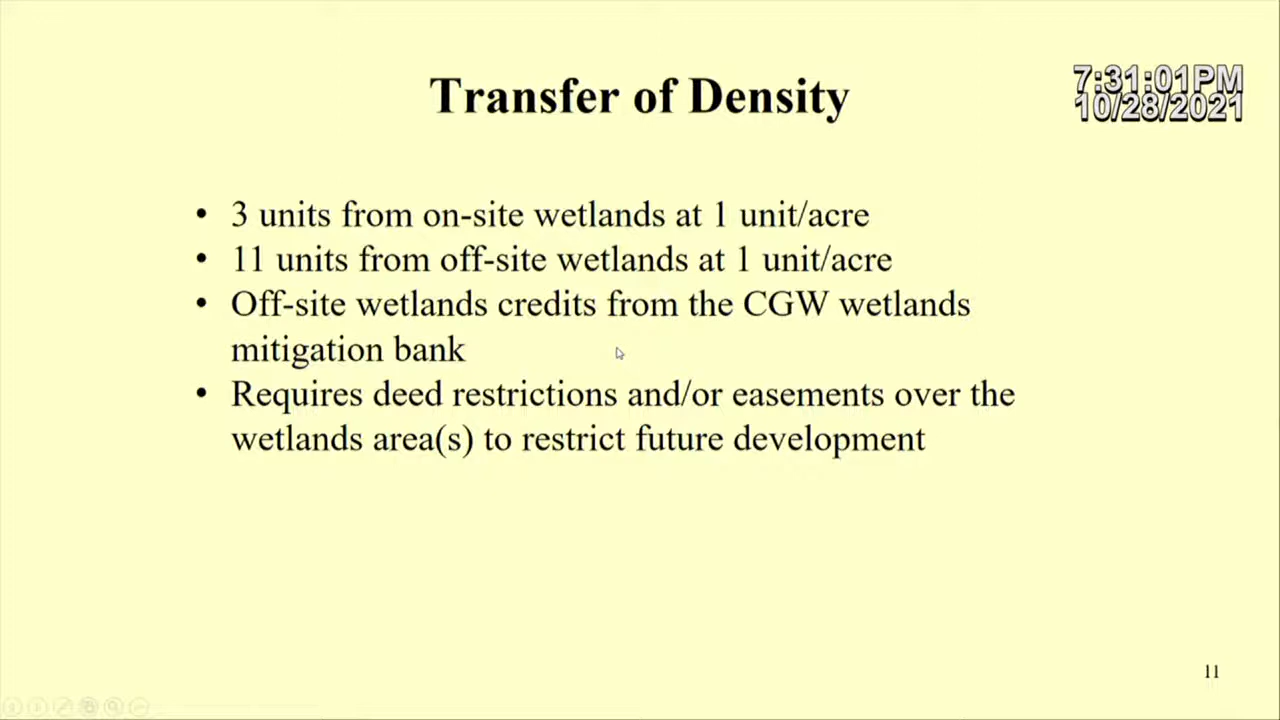 Transfer of Density
7:31:01PM
10/28/2021
• 3 units from on-site wetlands at 1 unit/acre
• 11 units from off-site wetlands at 1 unit/acre
• Off-site wetlands credits from the CGW wetlands
mitigation bank
• Requires deed restrictions and/or easements over the
wetlands area(s) to restrict future development
11